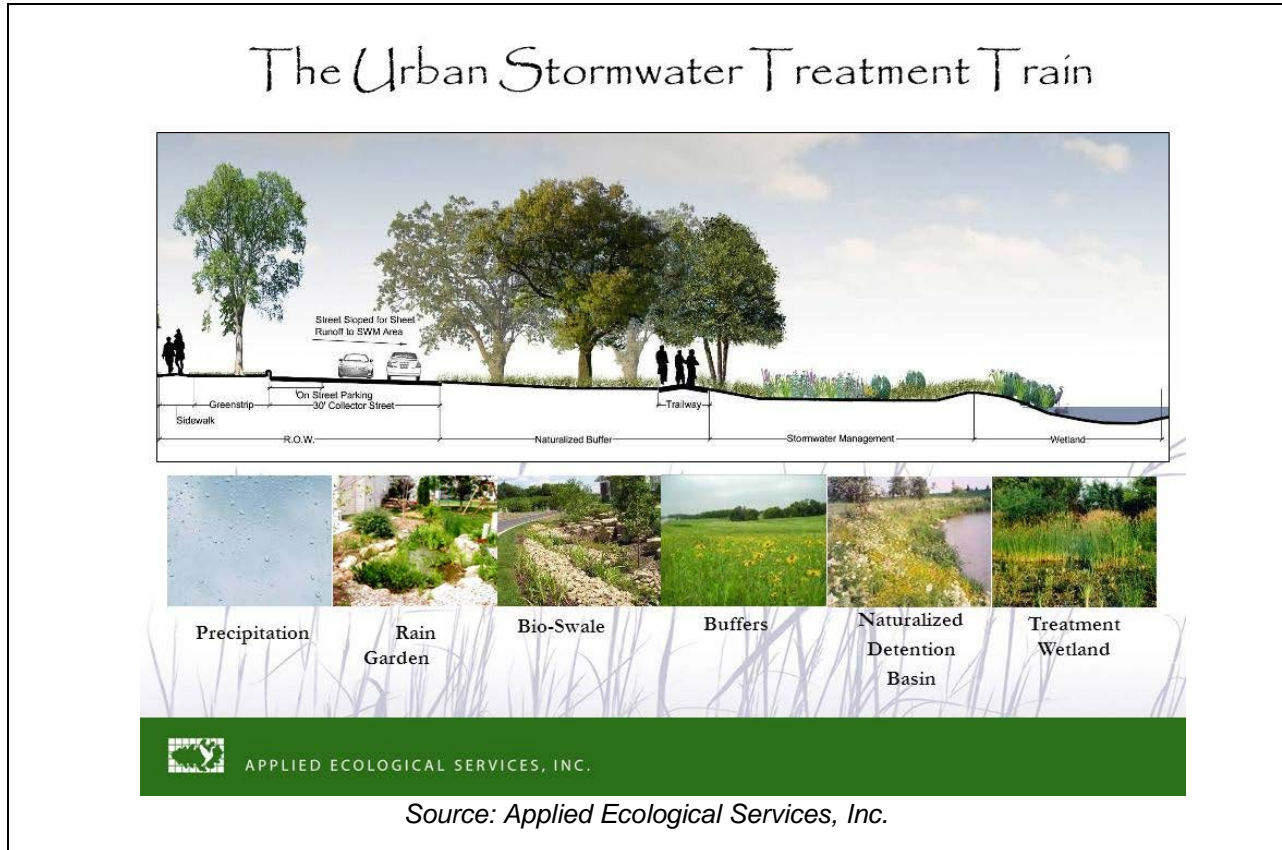 The Urban Stormwater Treatment Train
Street Sloped for Sheet
Runoff to SWM Area
On Street Parking
Greenstrip
30' Collector Street
Sidewalk
Trailway
R.O.W.
Naturalized Buffer
Stormwater Management
Wetland
Precipitation
Rain
Garden
Bio-Swale
Buffers
Naturalized
Detention
Basin
Treatment
Wetland
APPLIED ECOLOGICAL SERVICES, INC.
Source: Applied Ecological Services, Inc.